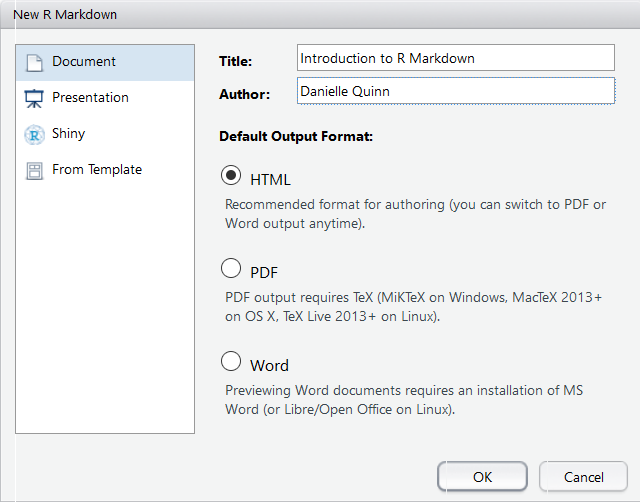 New R Markdown
Document
Presentation
R Shiny
From Template
Title: Introduction to R Markdown
Author: Danielle Quinn
Default Output Format:
HTML
Recommended format for authoring (you can switch to PDF or
Word output anytime).
PDF
PDF output requires TeX (MiKTeX on Windows, MacTeX 2013+
on OS X, TeX Live 2013+ on Linux).
Word
Previewing Word documents requires an installation of MS
Word (or Libre/Open Office on Linux).
OK Cancel